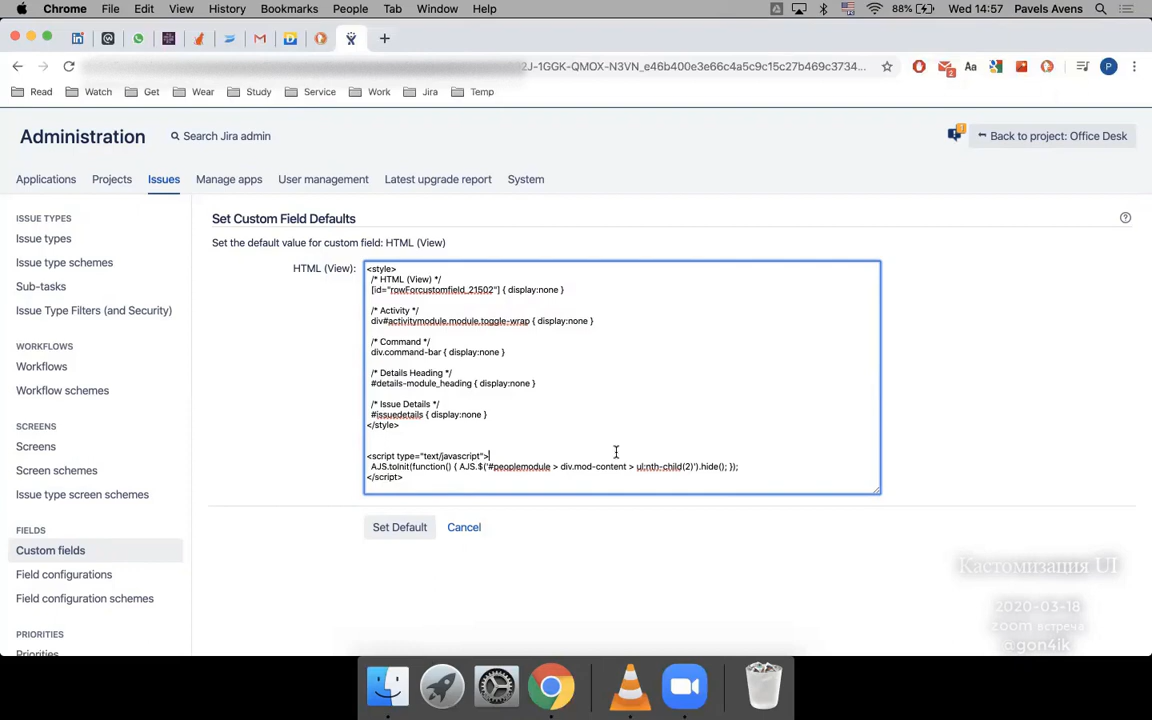 Chrome File Edit View History Bookmarks People Tab Window Help 88% Wed 14:57 Pavels Avens
2J-1GGK-QMOX-N3VN_e46b400e3e66c4a5c9c15c27b469c3734...
Read Watch Get Wear Study Service Work Jira Temp
Administration Search Jira admin Back to project: Office Desk
Applications Projects Issues Manage apps User management Latest upgrade report System
ISSUE TYPES
Issue types
Issue type schemes
Sub-tasks
Issue Type Filters (and Security)
WORKFLOWS
Workflows
Workflow schemes
SCREENS
Screens
Screen schemes
Issue type screen schemes
FIELDS
Custom fields
Field configurations
Field configuration schemes
PRIORITIES
Priorities
Set Custom Field Defaults
Set the default value for custom field: HTML (View)
HTML (View):
<style>
/* HTML (View) */
[id="rowForcustomfield_21502"] { display:none }
/* Activity */
div#activitymodule.module.toggle-wrap { display:none }
/* Command */
div.command-bar { display:none }
/* Details Heading */
#details-module_heading { display:none }
/* Issue Details */
#issuedetails { display:none }
</style>
<script type="text/javascript">
AJS.toInit(function() { AJS.$('#peoplemodule > div.mod-content > ul:nth-child(2)').hide(); });
</script>
Set Default Cancel
Кастомизация UI
2020-03-18
zoom встреча
@gon4ik